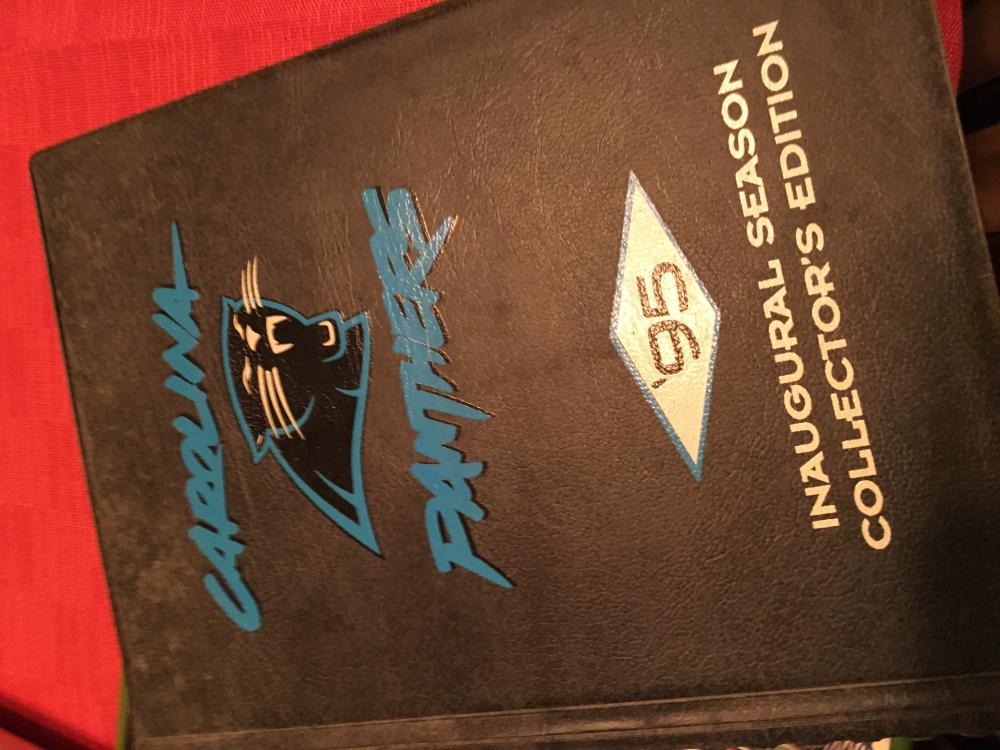 CAROLINA
PANTHERS
'95
INAUGURAL SEASON
COLLECTOR'S EDITION